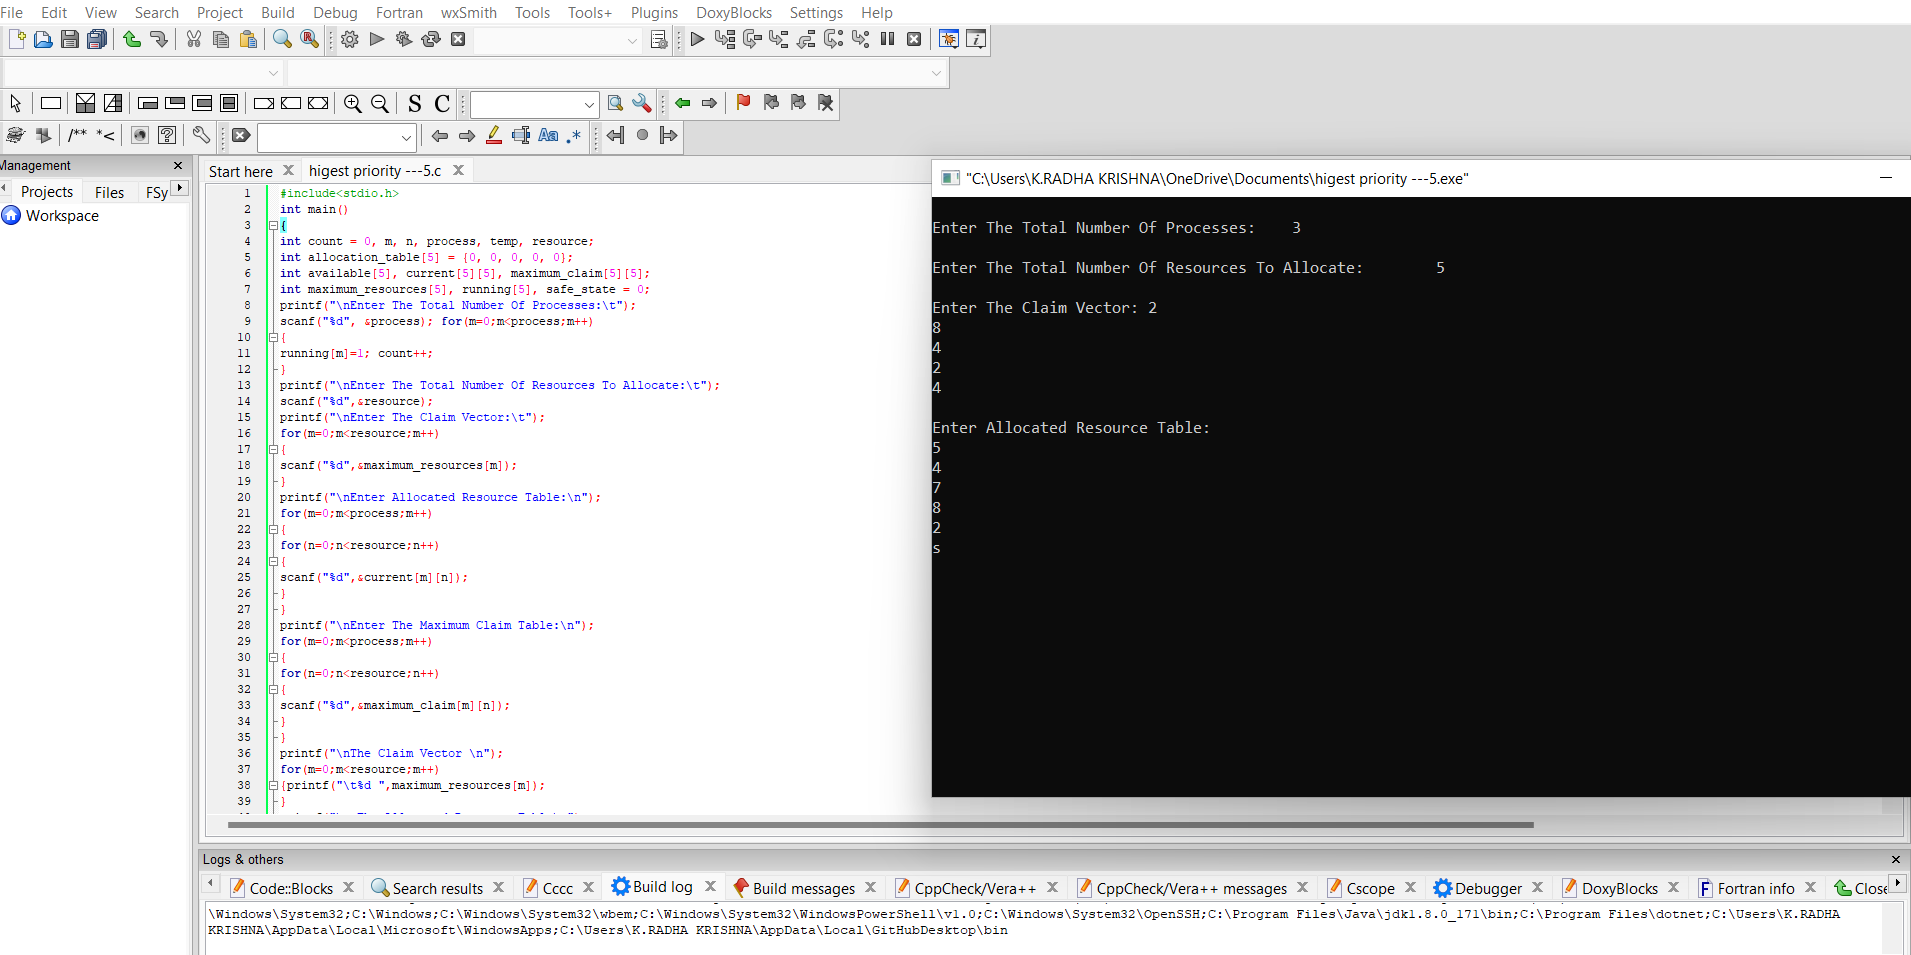 File Edit View Search Project Build Debug Fortran wxSmith Tools Tools+ Plugins DoxyBlocks Settings Help
S C
/** *<
Aa .*
Management
Projects Files FSy
Workspace
Start here higest priority ---5.c
1 #include<stdio.h>
2 int main()
3 {
4 int count = 0, m, n, process, temp, resource;
5 int allocation_table[5] = {0, 0, 0, 0, 0};
6 int available[5], current[5][5], maximum_claim[5][5];
7 int maximum_resources[5], running[5], safe_state = 0;
8 printf("\nEnter The Total Number Of Processes:\t");
9 scanf("%d", &process); for(m=0;m<process;m++)
10 {
11 running[m]=1; count++;
12 }
13 printf("\nEnter The Total Number Of Resources To Allocate:\t");
14 scanf("%d",&resource);
15 printf("\nEnter The Claim Vector:\t");
16 for(m=0;m<resource;m++)
17 {
18 scanf("%d",&maximum_resources[m]);
19 }
20 printf("\nEnter Allocated Resource Table:\n");
21 for(m=0;m<process;m++)
22 {
23 for(n=0;n<resource;n++)
24 {
25 scanf("%d",&current[m][n]);
26 }
27 }
28 printf("\nEnter The Maximum Claim Table:\n");
29 for(m=0;m<process;m++)
30 {
31 for(n=0;n<resource;n++)
32 {
33 scanf("%d",&maximum_claim[m][n]);
34 }
35 }
36 printf("\nThe Claim Vector \n");
37 for(m=0;m<resource;m++)
38 {printf("\t%d ",maximum_resources[m]);
39 }
"C:\Users\K.RADHA KRISHNA\OneDrive\Documents\higest priority ---5.exe"
Enter The Total Number Of Processes: 3
Enter The Total Number Of Resources To Allocate: 5
Enter The Claim Vector: 2
8
4
2
4
Enter Allocated Resource Table:
5
4
7
8
2
s
Logs & others
Code::Blocks Search results Cccc Build log Build messages CppCheck/Vera++ CppCheck/Vera++ messages Cscope Debugger DoxyBlocks Fortran info Close
\Windows\System32;C:\Windows;C:\Windows\System32\wbem;C:\Windows\System32\WindowsPowerShell\v1.0;C:\Windows\System32\OpenSSH;C:\Program Files\Java\jdk1.8.0_171\bin;C:\Program Files\dotnet;C:\Users\K.RADHA
KRISHNA\AppData\Local\Microsoft\WindowsApps;C:\Users\K.RADHA KRISHNA\AppData\Local\GitHubDesktop\bin